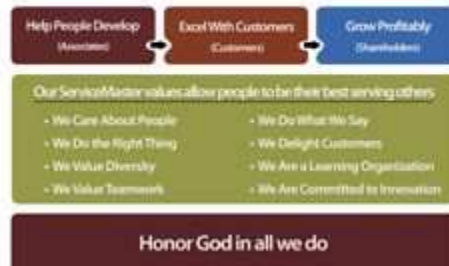 Help People Develop
(Associates)
Excel With Customers
(Customers)
Grow Profitably
(Shareholders)
Our ServiceMaster values allow people to be their best serving others
• We Care About People
• We Do the Right Thing
• We Value Diversity
• We Value Teamwork
• We Do What We Say
• We Delight Customers
• We Are a Learning Organization
• We Are Committed to Innovation
Honor God in all we do